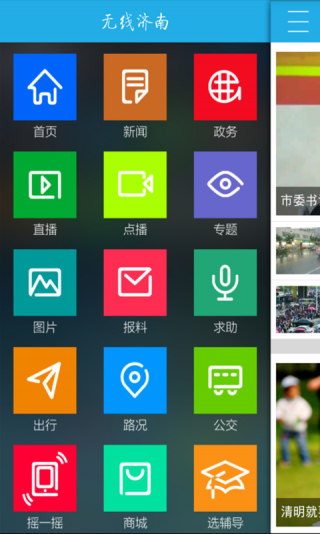 无线济南
首页 新闻 政务
直播 点播 专题
图片 报料 求助
出行 路况 公交
摇一摇 商城 选辅导
市委书
清明就